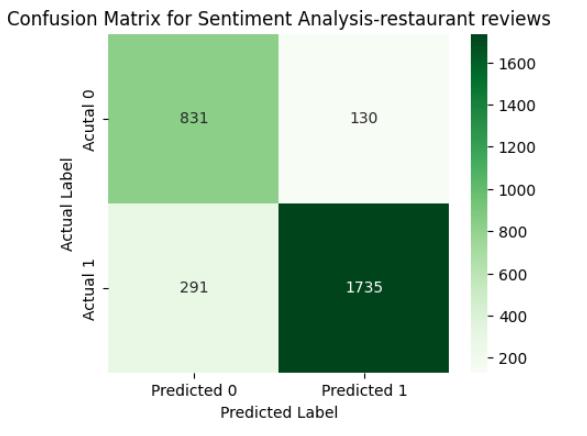 Confusion Matrix for Sentiment Analysis-restaurant reviews
Acutal 0
831
130
1600
1400
1200
1000
800
600
400
200
Actual Label
Actual 1
291
1735
Predicted 0
Predicted 1
Predicted Label